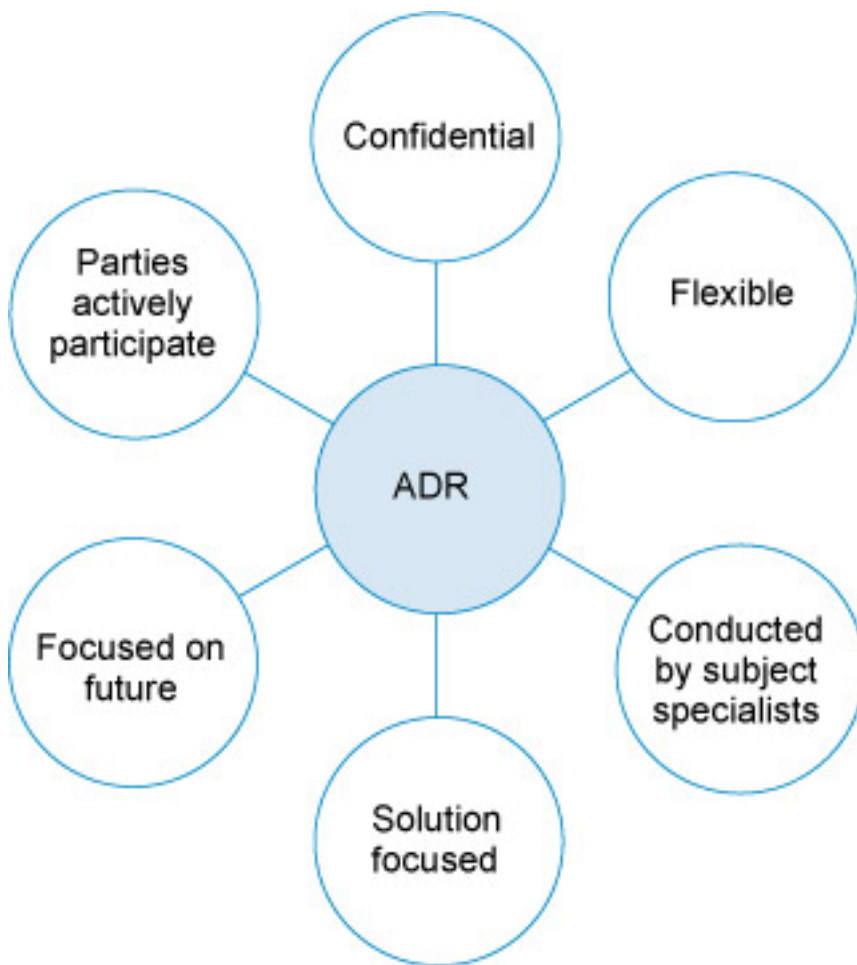 Confidential
Flexible
Parties
actively
participate
ADR
Focused on
future
Conducted
by subject
specialists
Solution
focused